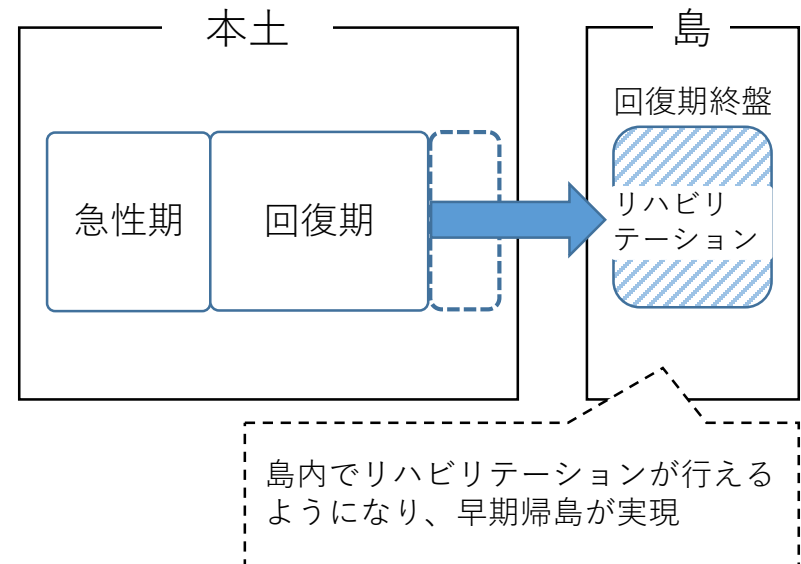 本土
島
回復期終盤
急性期
回復期
リハビリ
テーション
島内でリハビリテーションが行える
ようになり、早期帰島が実現